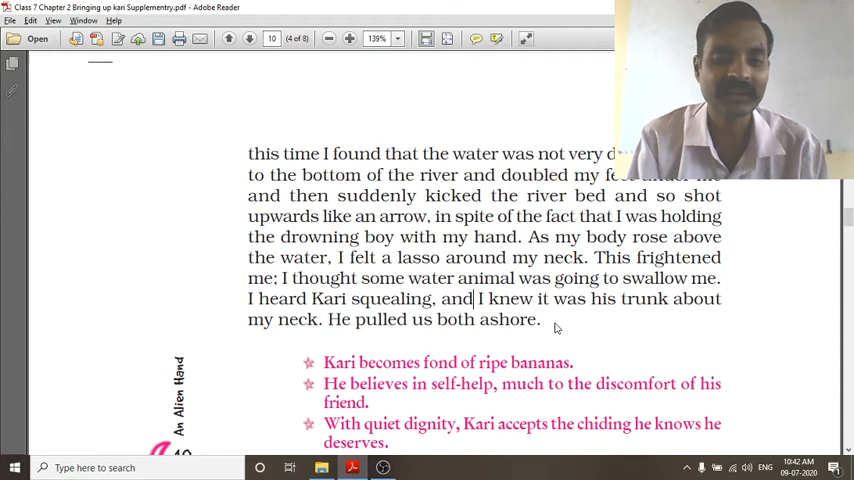 Class 7 Chapter 2 Bringing up kari Supplementry.pdf - Adobe Reader
File Edit View Window Help
Open 10 (4 of 8) 139%
this time I found that the water was not very
to the bottom of the river and doubled my
and then suddenly kicked the river bed and so shot
upwards like an arrow, in spite of the fact that I was holding
the drowning boy with my hand. As my body rose above
the water, I felt a lasso around my neck. This frightened
me; I thought some water animal was going to swallow me.
I heard Kari squealing, and I knew it was his trunk about
my neck. He pulled us both ashore.
Kari becomes fond of ripe bananas.
He believes in self-help, much to the discomfort of his
friend.
With quiet dignity, Kari accepts the chiding he knows he
deserves.
An Alien Hand
Type here to search
ENG
10:42 AM
09-07-2020